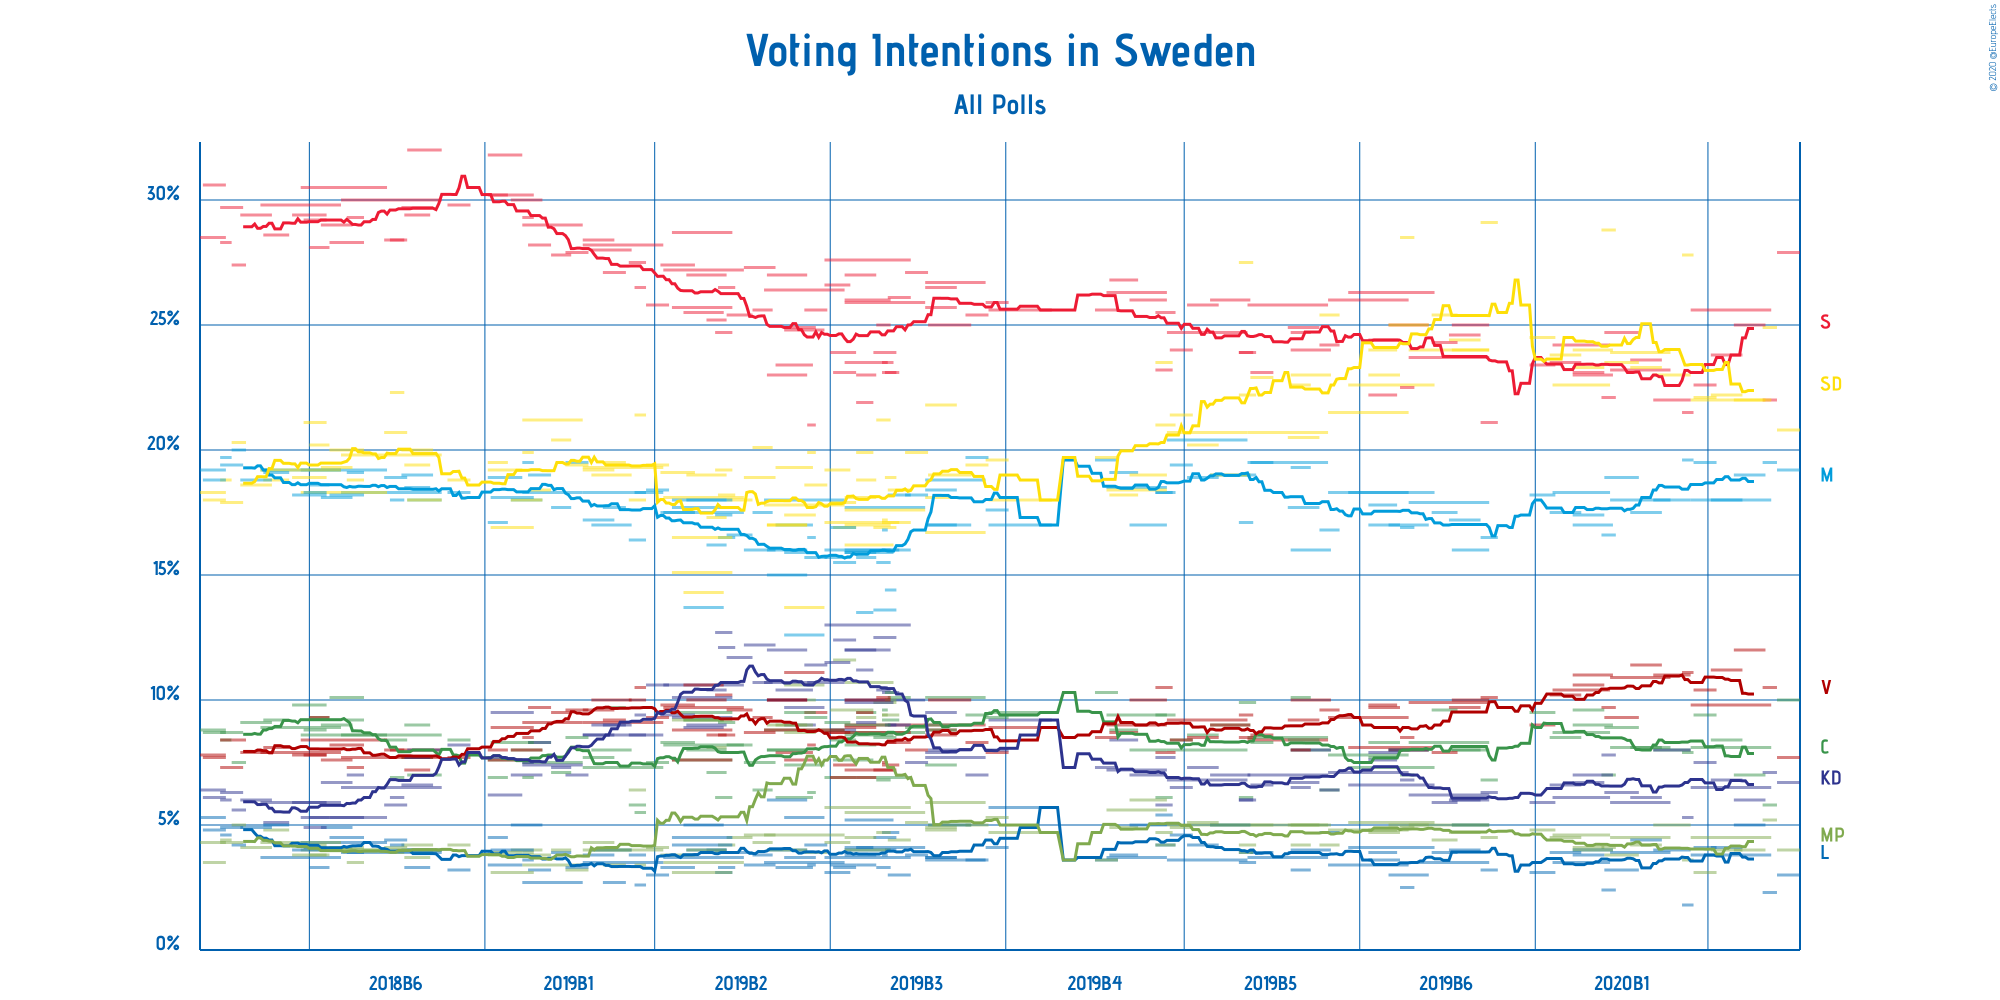 Voting Intentions in Sweden
All Polls
© 2020 @EuropeElects
30%
25%
20%
15%
10%
5%
0%
S
SD
M
V
C
KD
MP
L
2018B6
2019B1
2019B2
2019B3
2019B4
2019B5
2019B6
2020B1